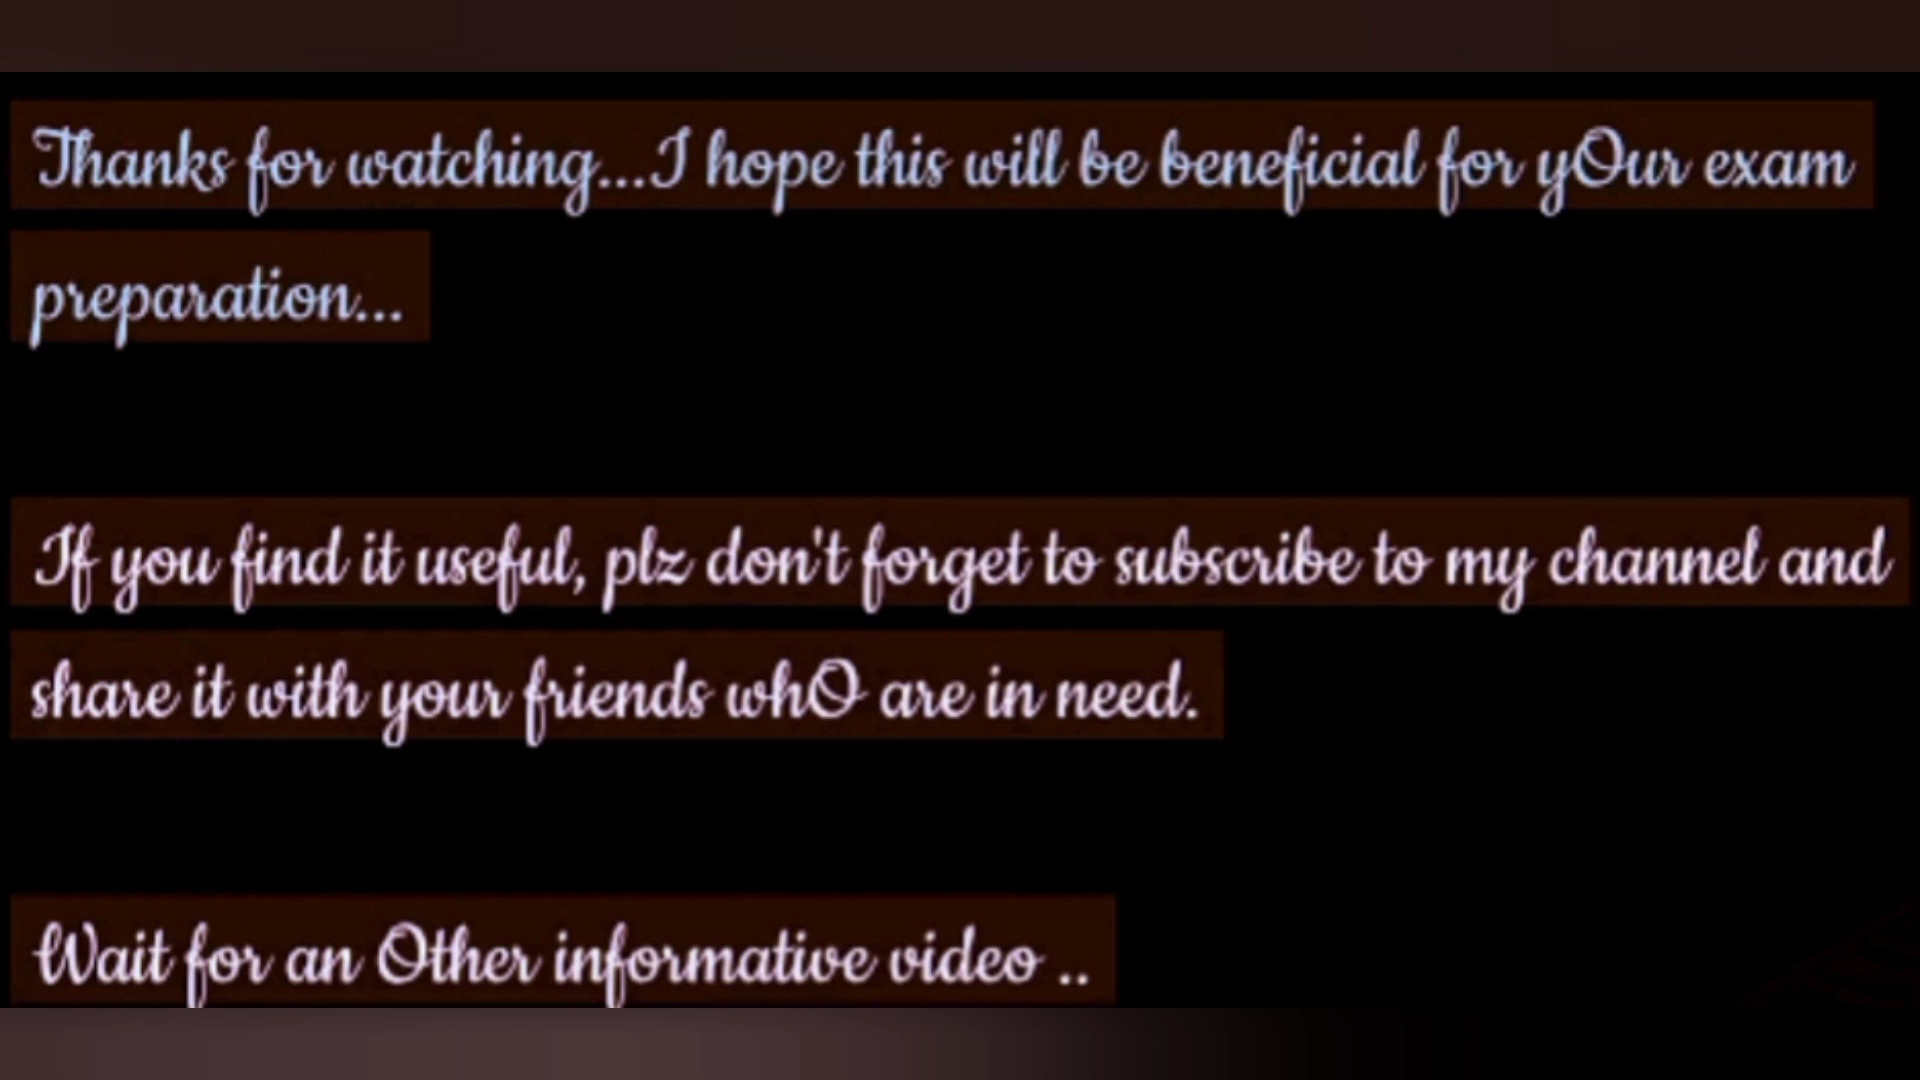 Thanks for watching...I hope this will be beneficial for yOur exam
preparation...
If you find it useful, plz don't forget to subscribe to my channel and
share it with your friends whO are in need.
Wait for an Other informative video ..